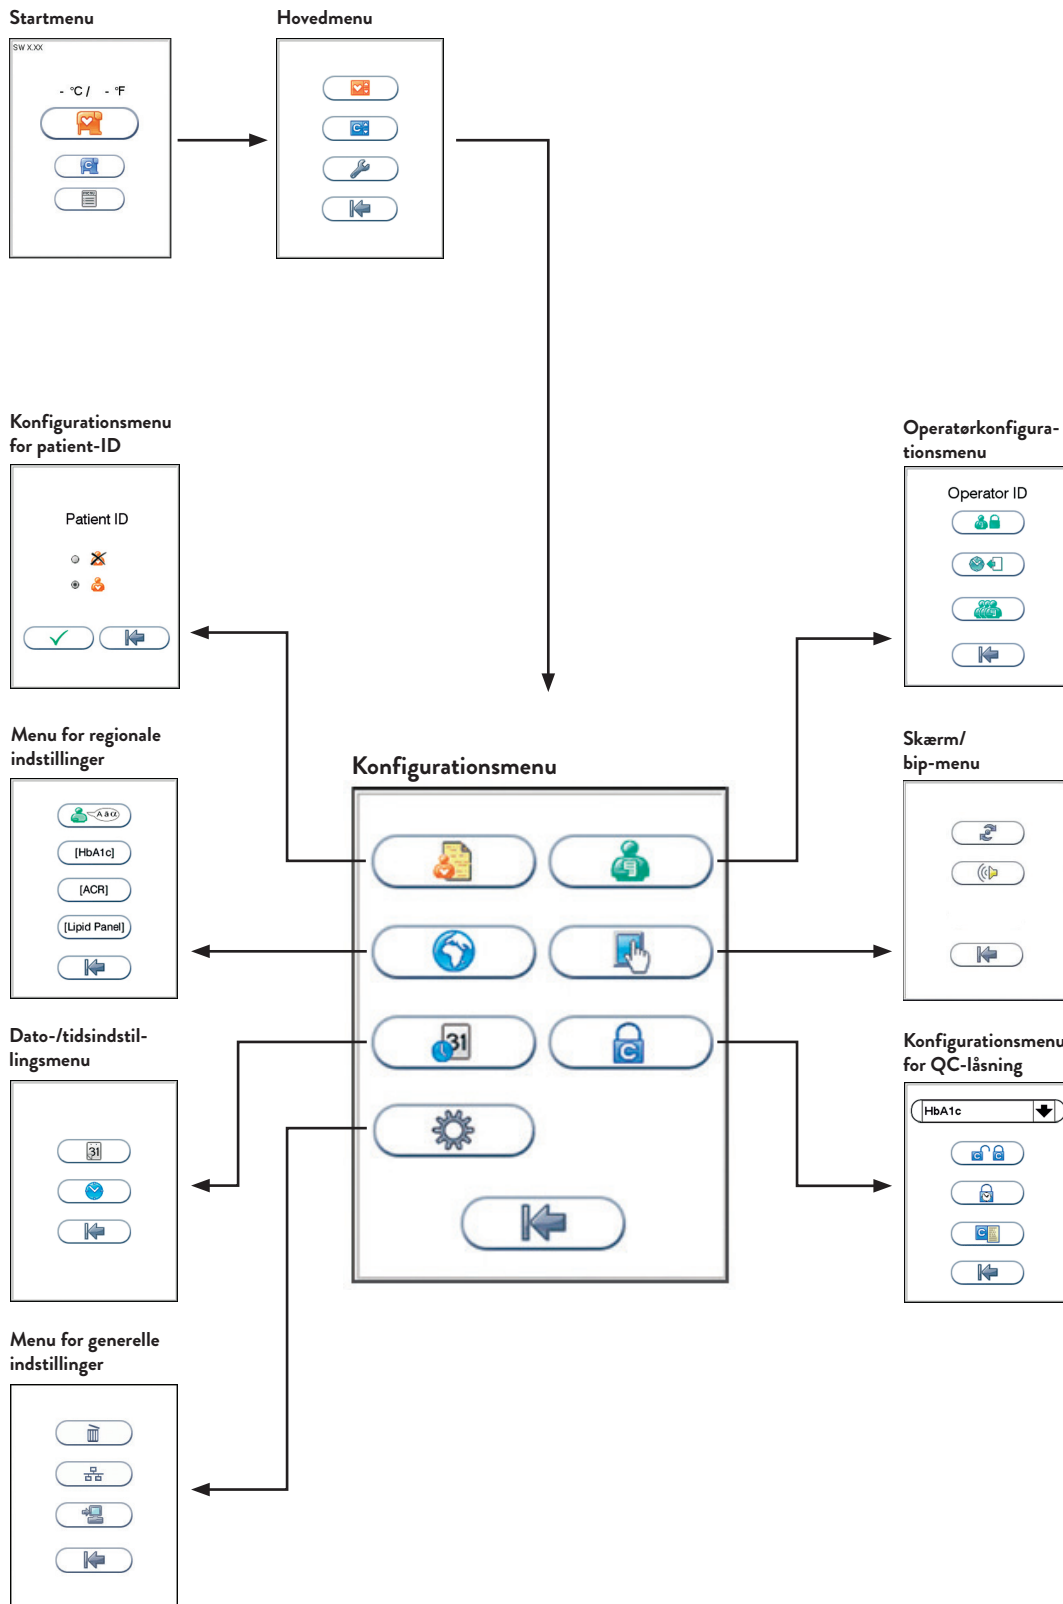 Startmenu
SW X.XX
- °C / - °F
MENU
Hovedmenu
Konfigurationsmenu
for patient-ID
Patient ID
Operatørkonfigura-
tionsmenu
Operator ID
Menu for regionale
indstillinger
A ä α
[HbA1c]
[ACR]
[Lipid Panel]
Konfigurationsmenu
31
C
Skærm/
bip-menu
Dato-/tidsindstil-
lingsmenu
31
Konfigurationsmenu
for QC-låsning
HbA1c
C C
C
Menu for generelle
indstillinger